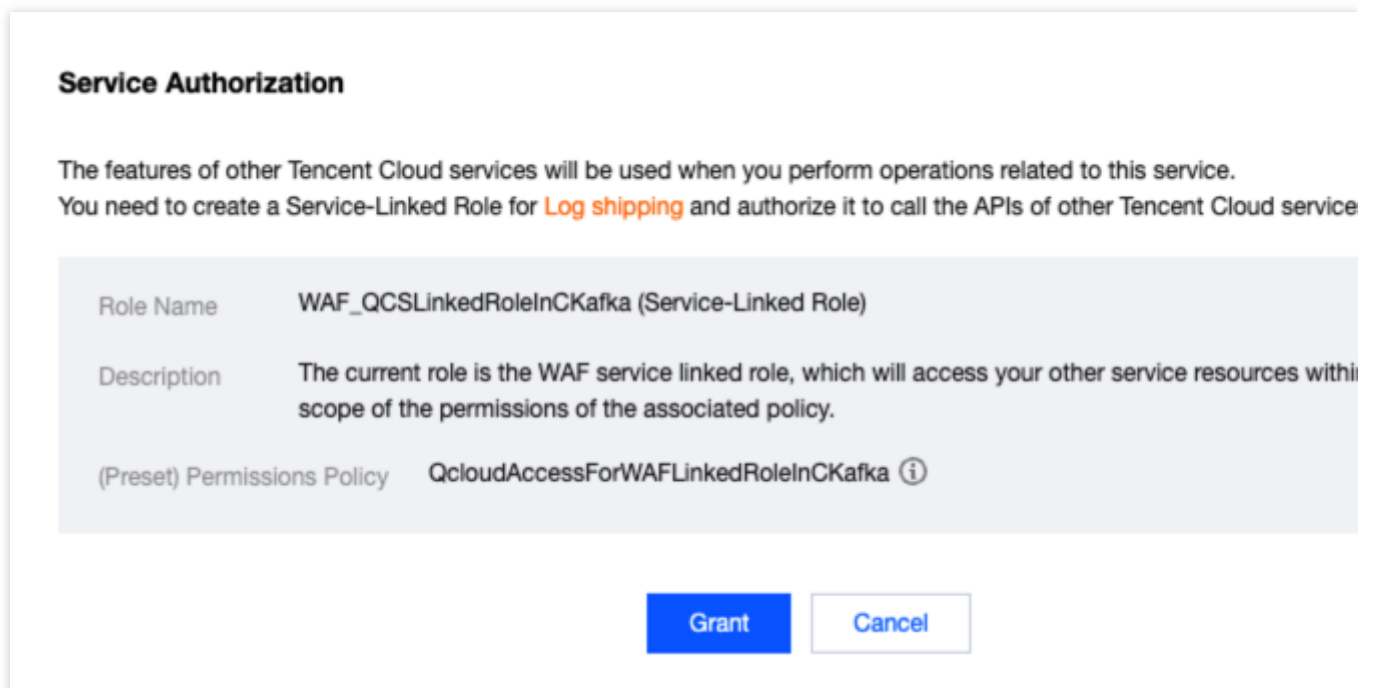 Service Authorization
The features of other Tencent Cloud services will be used when you perform operations related to this service.
You need to create a Service-Linked Role for Log shipping and authorize it to call the APIs of other Tencent Cloud service
Role Name WAF_QCSLinkedRoleInCKafka (Service-Linked Role)
Description The current role is the WAF service linked role, which will access your other service resources
scope of the permissions of the associated policy.
(Preset) Permissions Policy QcloudAccessForWAFLinkedRoleInCKafka
Grant Cancel